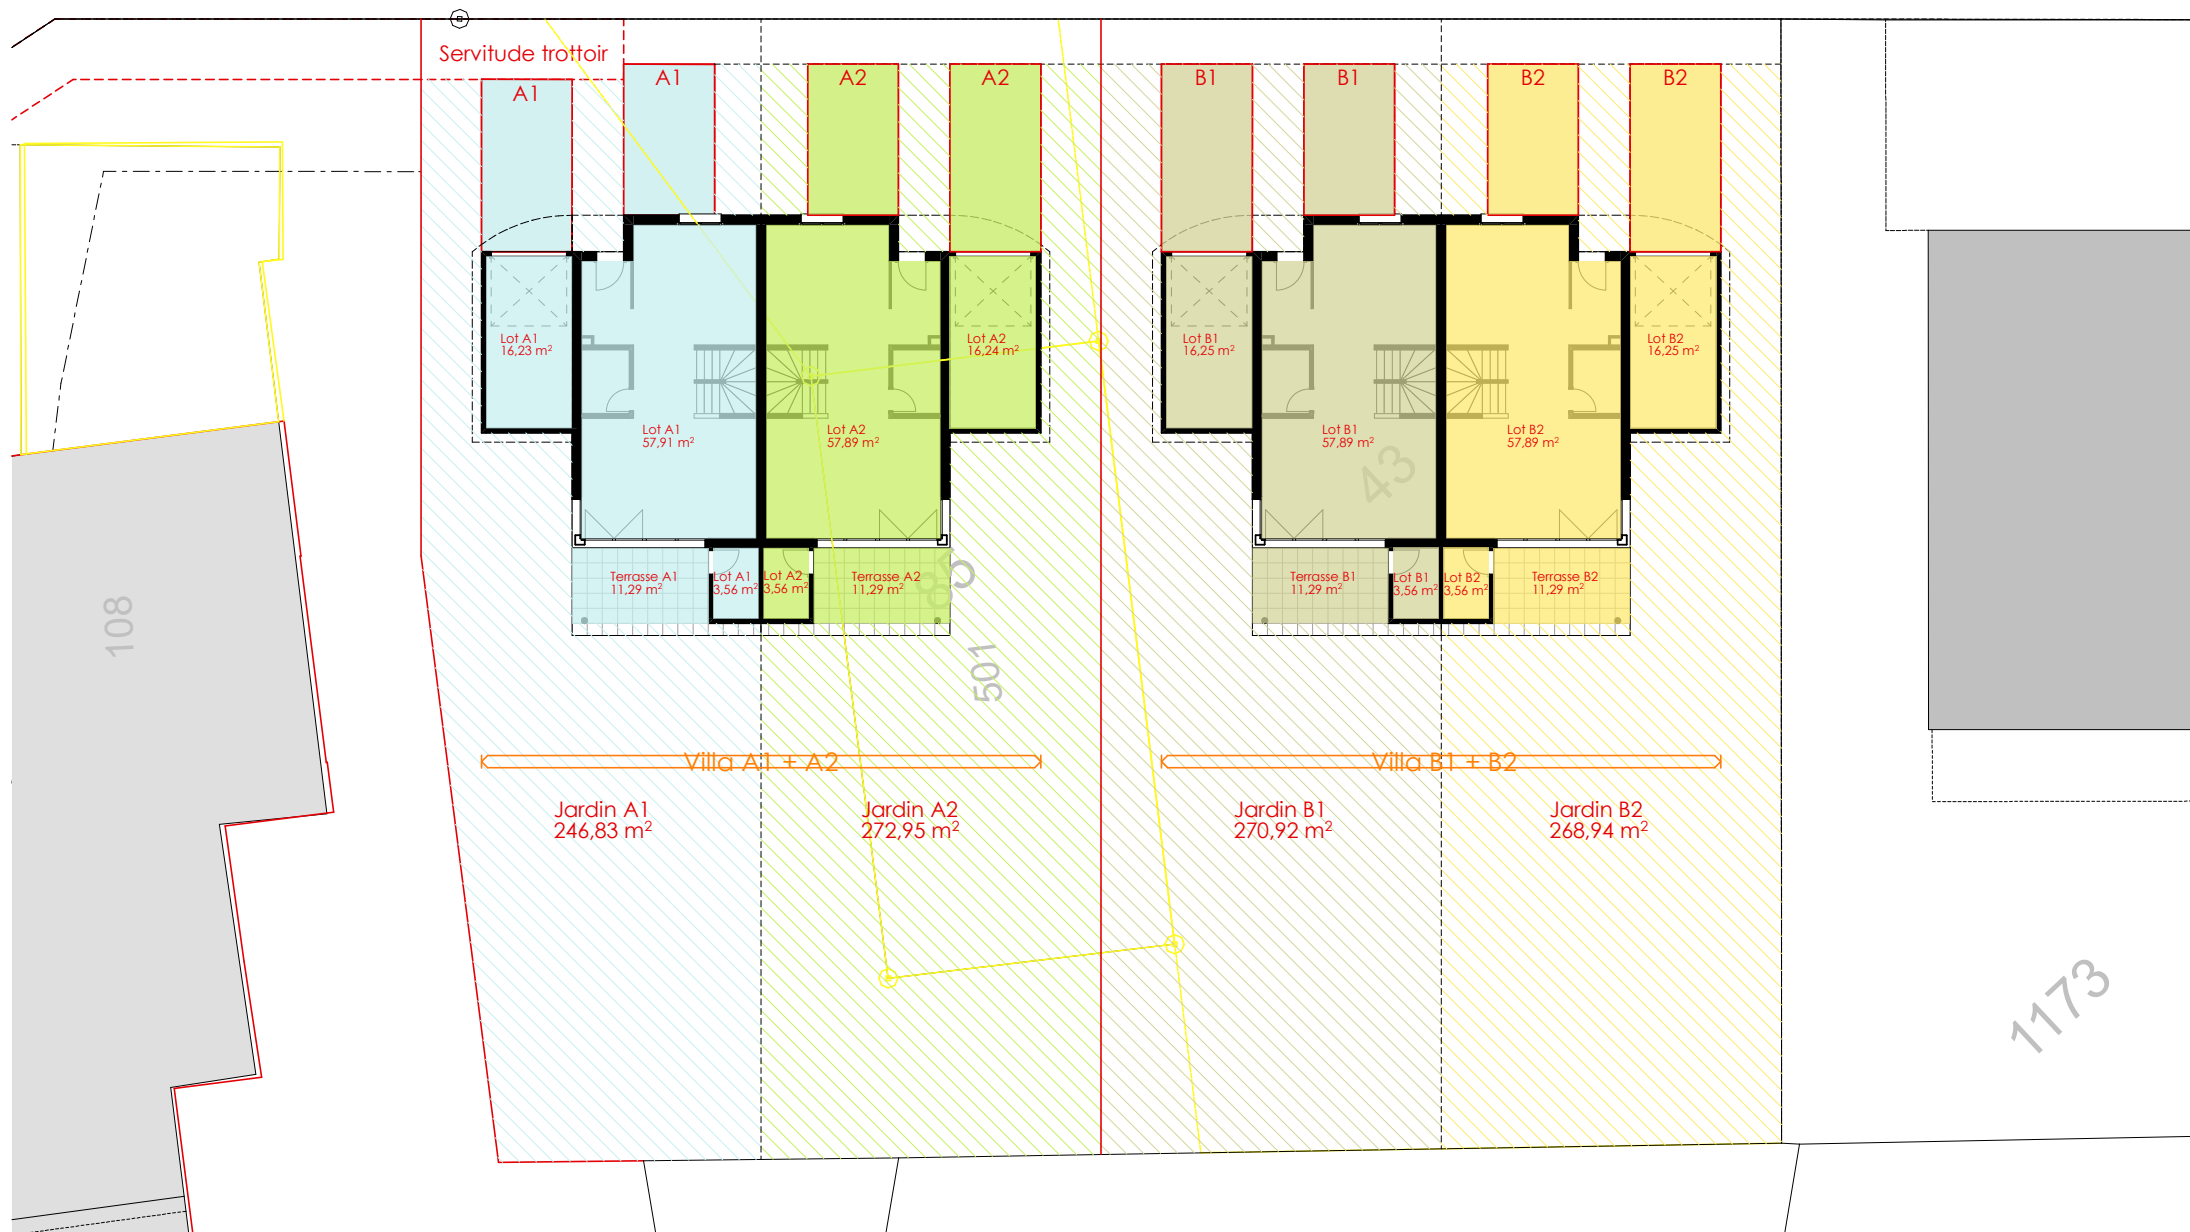 Servitude trottoir
A1
A1
A2
A2
B1
B1
B2
B2
Lot A1
16,23 m²
Lot A2
16,24 m²
Lot B1
16,25 m²
Lot B2
16,25 m²
Lot A1
57,91 m²
Lot A2
57,89 m²
Lot B1
57,89 m²
Lot B2
57,89 m²
43
Terrasse A1
11,29 m²
Lot A1
3,56 m²
Lot A2
3,56 m²
Terrasse A2
11,29 m²
85
Terrasse B1
11,29 m²
Lot B1
3,56 m²
Lot B2
3,56 m²
Terrasse B2
11,29 m²
108
501
Villa A1 + A2
Villa B1 + B2
Jardin A1
246,83 m²
Jardin A2
272,95 m²
Jardin B1
270,92 m²
Jardin B2
268,94 m²
1173